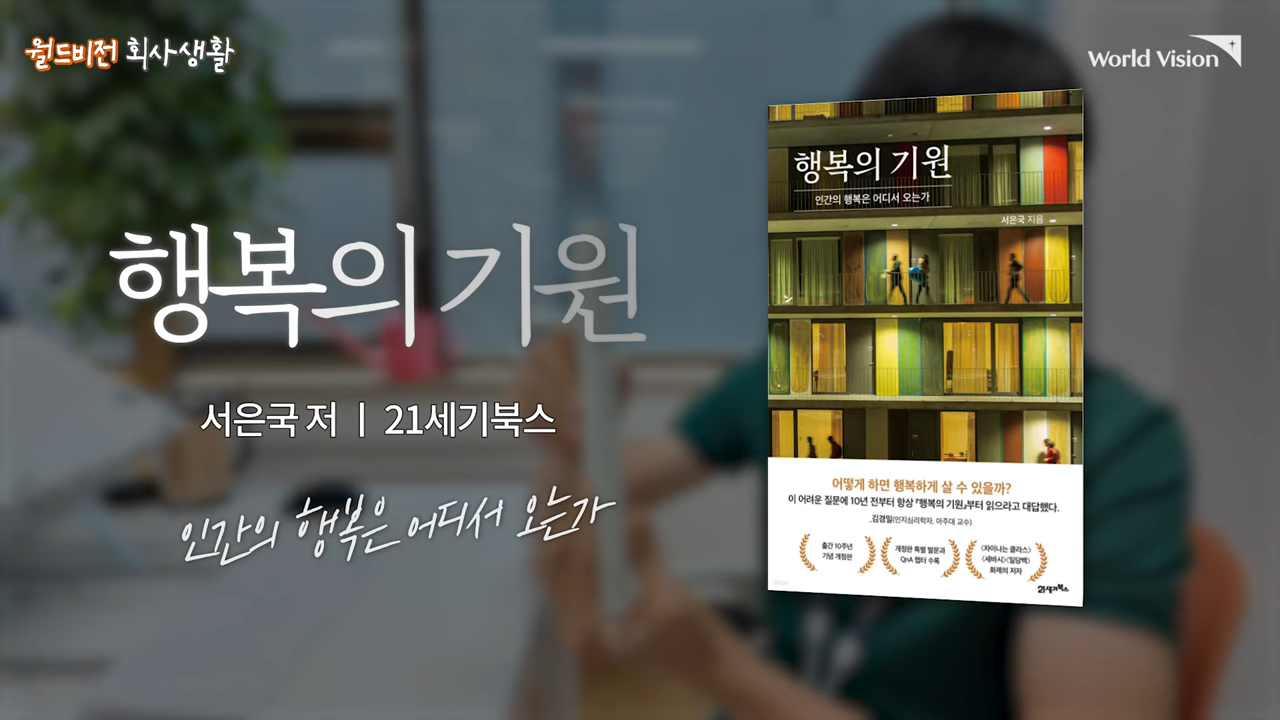 월드비전 회사생활
World Vision
행복의 기원
서은국 저 | 21세기북스
인간의 행복은 어디서 오는가
행복의 기원
인간의 행복은 어디서 오는가
서은국 지음
어떻게 하면 행복하게 살 수 있을까?
이 어려운 질문에 10년 전부터 항상 『행복의 기원』부터 읽으라고 대답했다.
_김경일(인지심리학자, 아주대 교수)
출간 10주년
기념 개정판
개정판 특별 발문과
QnA 챕터 수록
〈차이나는 클라스〉
〈세바시〉〈일당백〉
화제의 저자
21세기북스